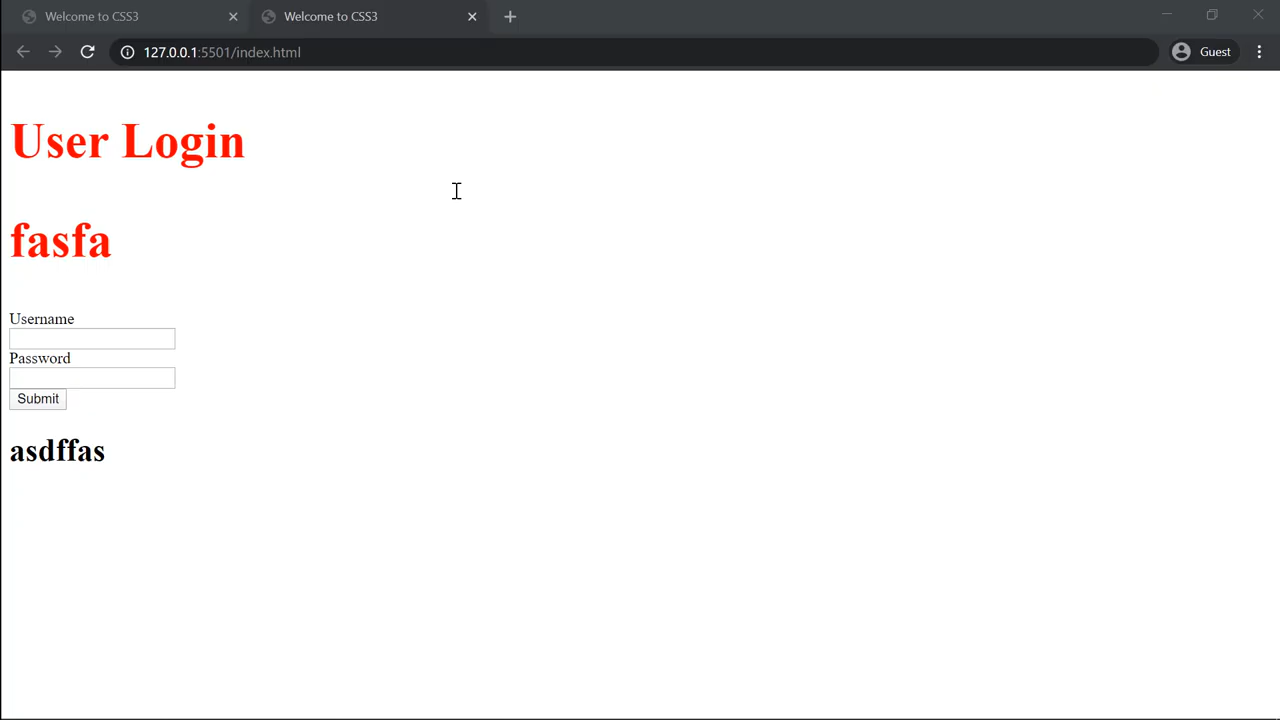 Welcome to CSS3
Welcome to CSS3
127.0.0.1:5501/index.html
Guest
User Login
fasfa
Username
Password
Submit
asdffas